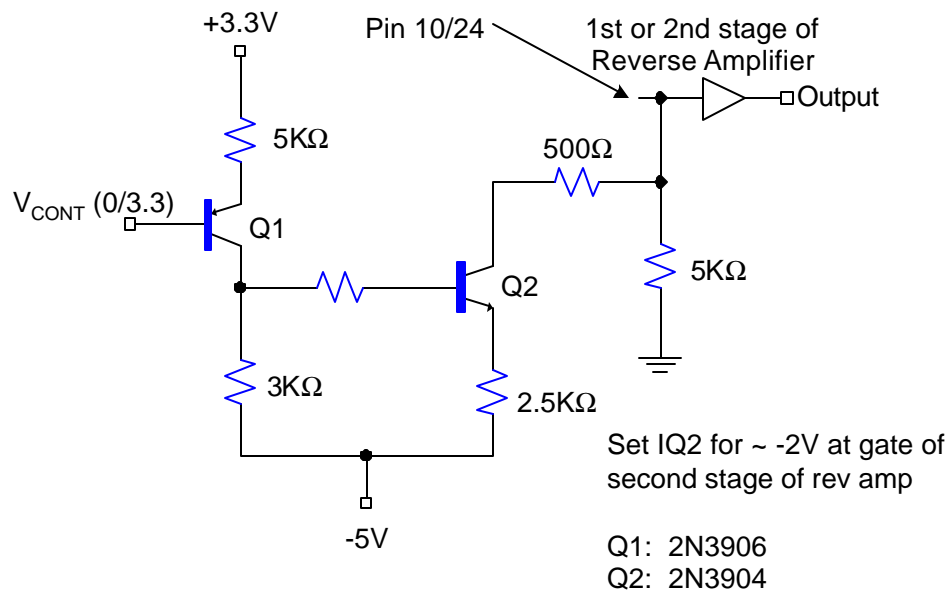 +3.3V
Pin 10/24
1st or 2nd stage of
Reverse Amplifier
Output
5KΩ
500Ω
V_CONT (0/3.3)
Q1
Q2
5KΩ
3KΩ
2.5KΩ
Set IQ2 for ~ -2V at gate of
second stage of rev amp
-5V
Q1: 2N3906
Q2: 2N3904